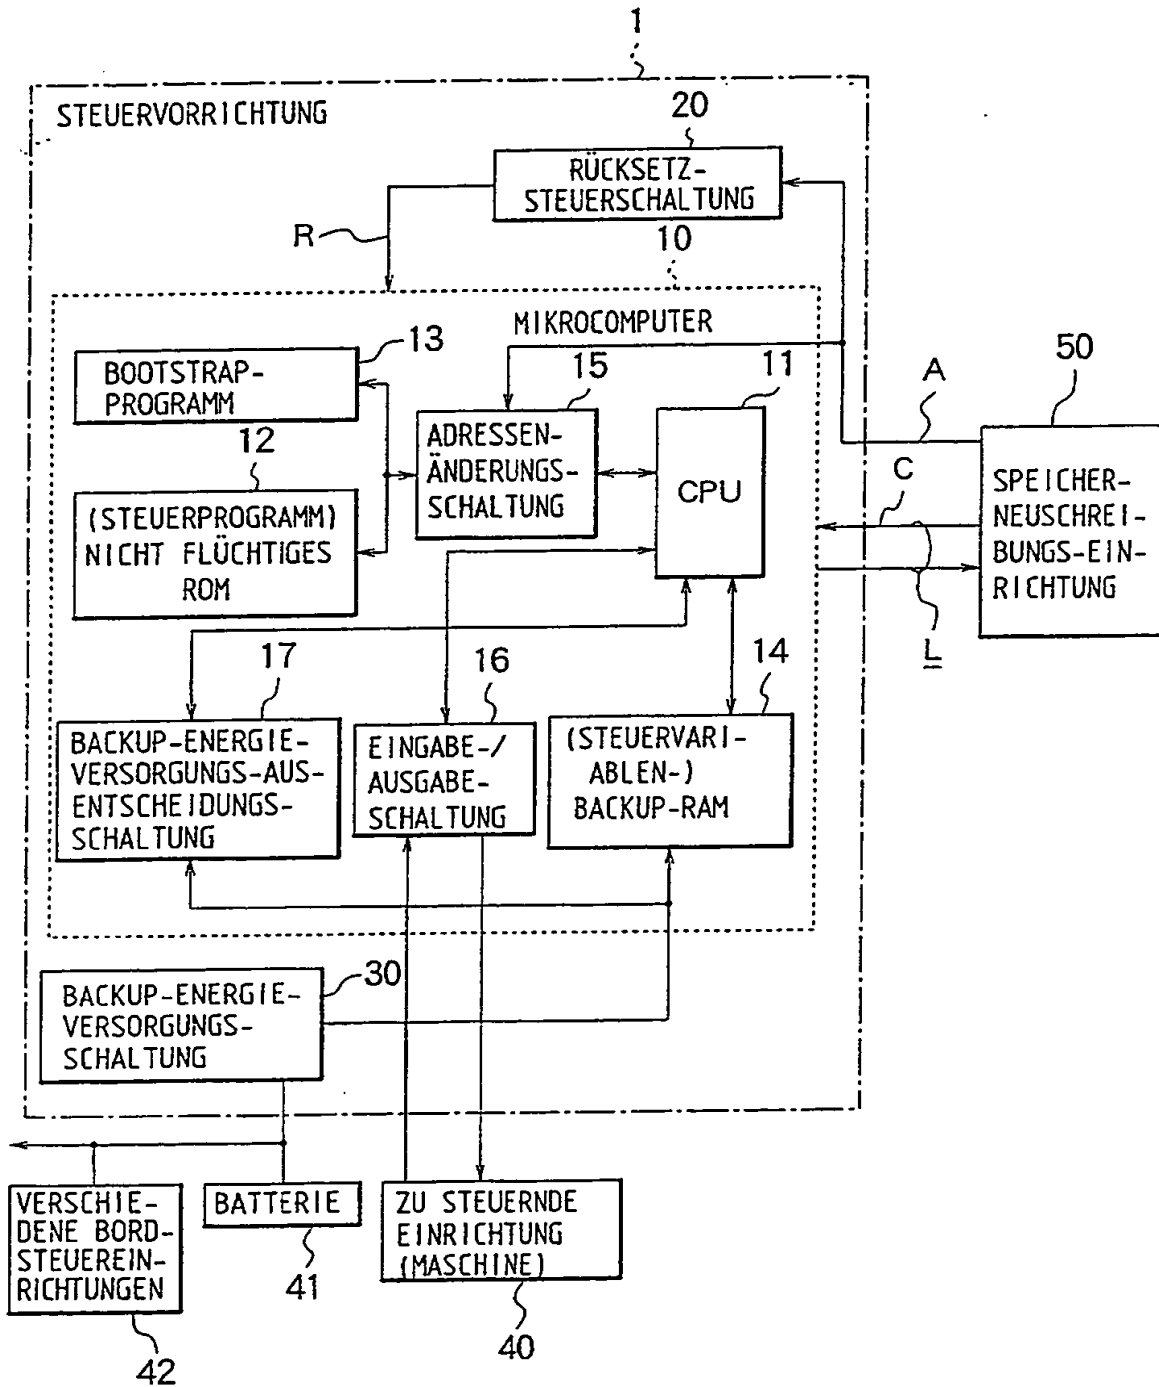 1
STEUERVORRICHTUNG
20
RÜCKSETZ-
STEUERSCHALTUNG
R
10
MIKROCOMPUTER
13
BOOTSTRAP-
PROGRAMM
15
11
50
A
12
ADRESSEN-
ÄNDERUNGS-
SCHALTUNG
CPU
C
(STEUERPROGRAMM)
NICHT FLÜCHTIGES
ROM
SPEICHER-
NEUSCHREI-
BUNGS-EIN-
RICHTUNG
L
17
16
14
BACKUP-ENERGIE-
VERSORGUNGS-AUS-
ENTSCHEIDUNGS-
SCHALTUNG
EINGABE-/
AUSGABE-
SCHALTUNG
(STEUERVARI-
ABLEN-)
BACKUP-RAM
30
BACKUP-ENERGIE-
VERSORGUNGS-
SCHALTUNG
VERSCHIE-
DENE BORD-
STEUEREIN-
RICHTUNGEN
42
BATTERIE
41
ZU STEUERNDE
EINRICHTUNG
(MASCHINE)
40